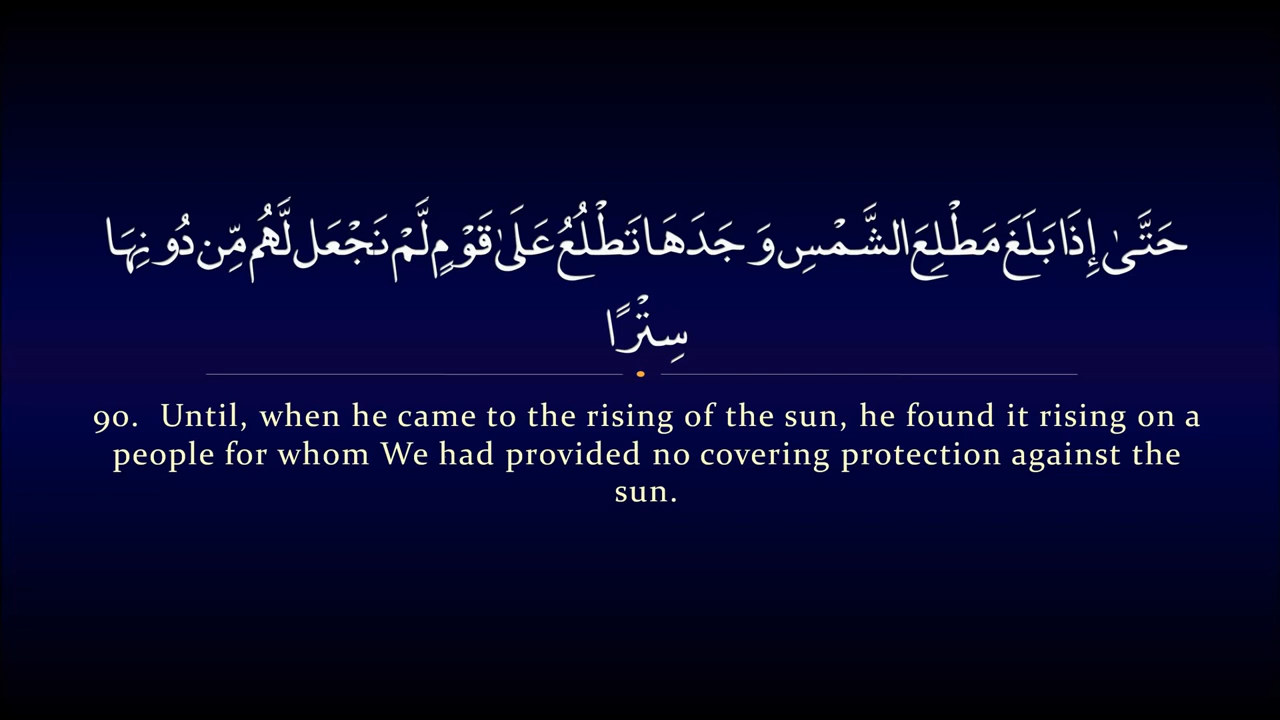 حَتَّىٰ إِذَا بَلَغَ مَطْلِعَ الشَّمْسِ وَجَدَهَا تَطْلُعُ عَلَىٰ قَوْمٍ لَّمْ نَجْعَل لَّهُم مِّن دُونِهَا
سِتْرًا
90. Until, when he came to the rising of the sun, he found it rising on a
people for whom We had provided no covering protection against the
sun.